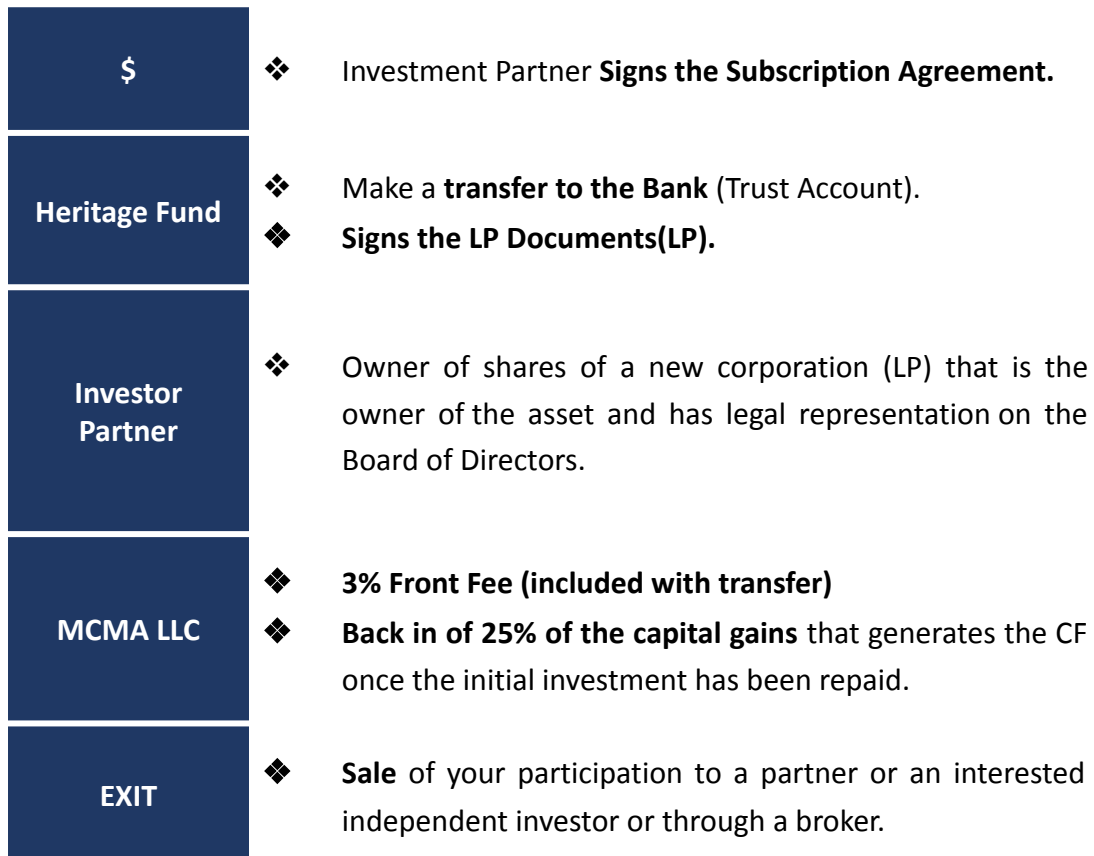 $
❖ Investment Partner Signs the Subscription Agreement.
Heritage Fund
❖ Make a transfer to the Bank (Trust Account).
❖ Signs the LP Documents(LP).
Investor
Partner
❖ Owner of shares of a new corporation (LP) that is the
owner of the asset and has legal representation on the
Board of Directors.
MCMA LLC
❖ 3% Front Fee (included with transfer)
❖ Back in of 25% of the capital gains that generates the CF
once the initial investment has been repaid.
EXIT
❖ Sale of your participation to a partner or an interested
independent investor or through a broker.